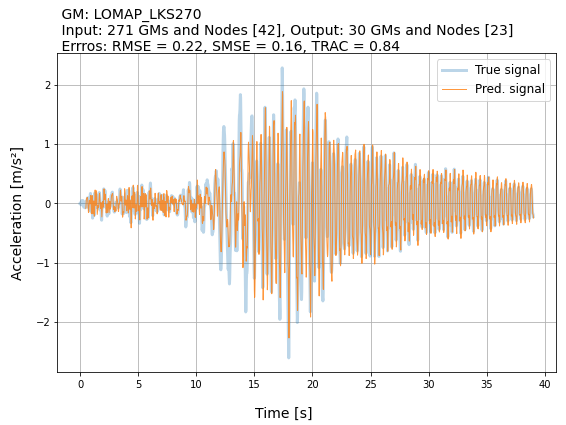 GM: LOMAP_LKS270
Input: 271 GMs and Nodes [42], Output: 30 GMs and Nodes [23]
Errros: RMSE = 0.22, SMSE = 0.16, TRAC = 0.84
True signal
Pred. signal
Acceleration [m/s²]
2
1
0
−1
−2
0 5 10 15 20 25 30 35 40
Time [s]